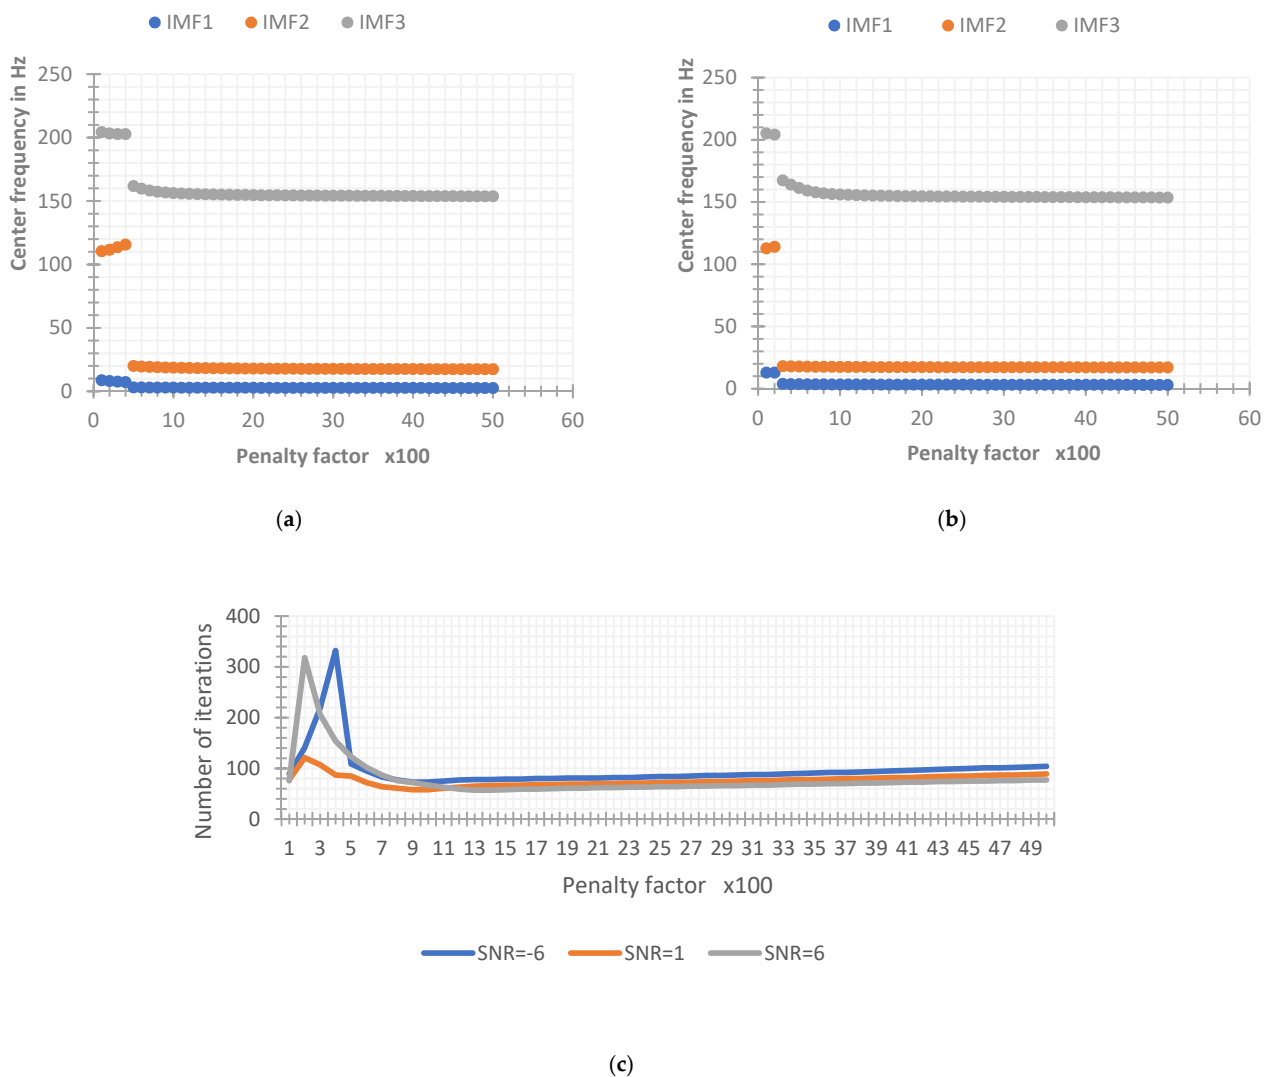 IMF1 IMF2 IMF3
Center frequency in Hz
250
200
150
100
50
0
0 10 20 30 40 50 60
Penalty factor x100
(a)
IMF1 IMF2 IMF3
Center frequency in Hz
250
200
150
100
50
0
0 10 20 30 40 50 60
Penalty factor x100
(b)
Number of iterations
400
300
200
100
0
1 3 5 7 9 11 13 15 17 19 21 23 25 27 29 31 33 35 37 39 41 43 45 47 49
Penalty factor x100
SNR=-6 SNR=1 SNR=6
(c)